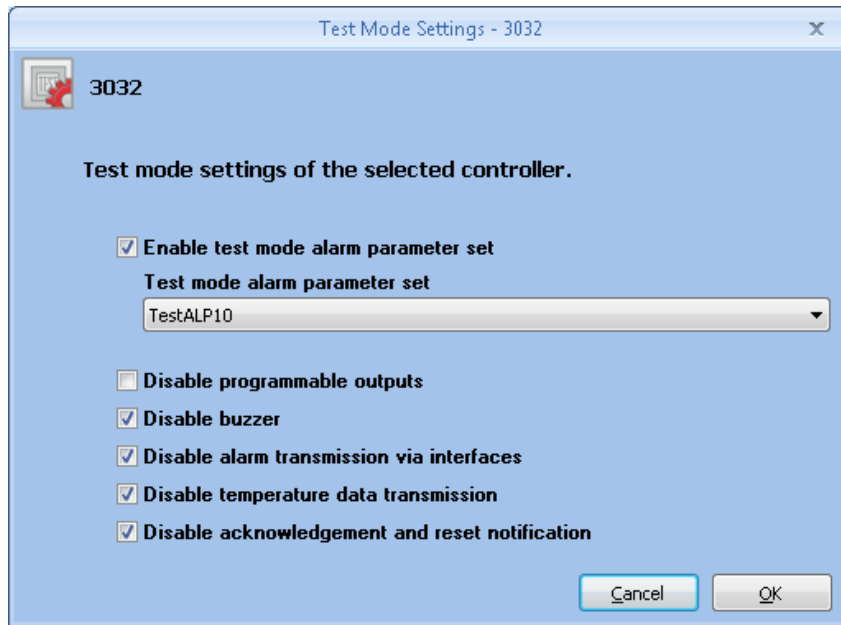 Test Mode Settings - 3032
3032
Test mode settings of the selected controller.
Enable test mode alarm parameter set
Test mode alarm parameter set
TestALP10
Disable programmable outputs
Disable buzzer
Disable alarm transmission via interfaces
Disable temperature data transmission
Disable acknowledgement and reset notification
Cancel OK